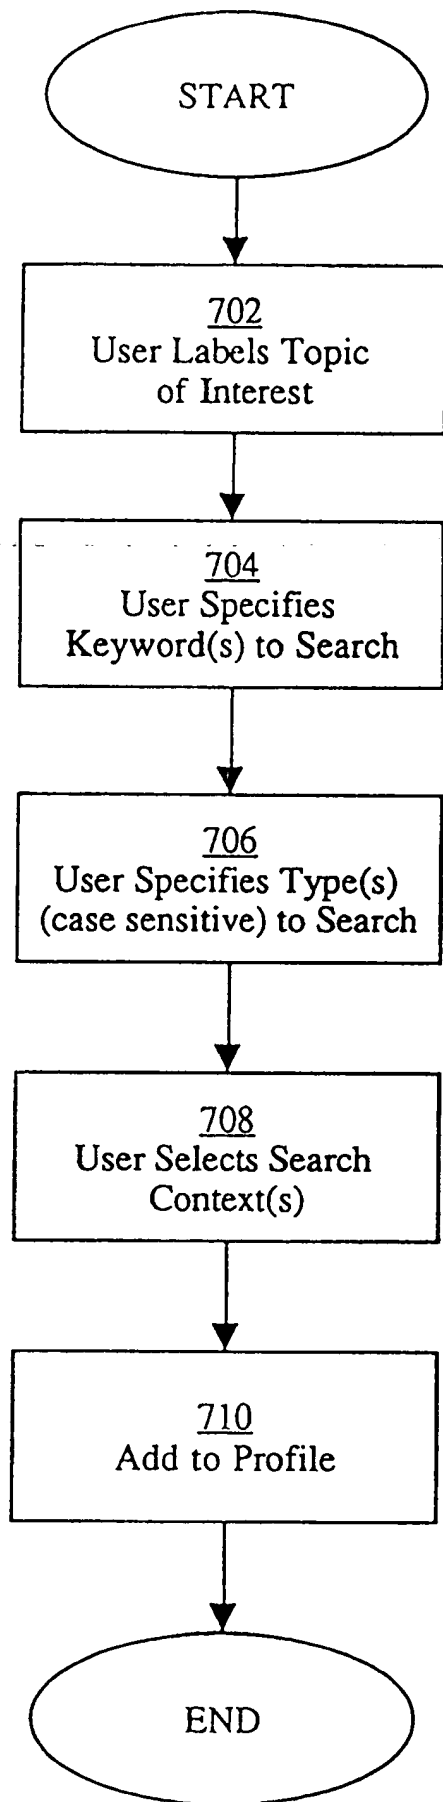 START
702
User Labels Topic
of Interest
704
User Specifies
Keyword(s) to Search
706
User Specifies Type(s)
(case sensitive) to Search
708
User Selects Search
Context(s)
710
Add to Profile
END